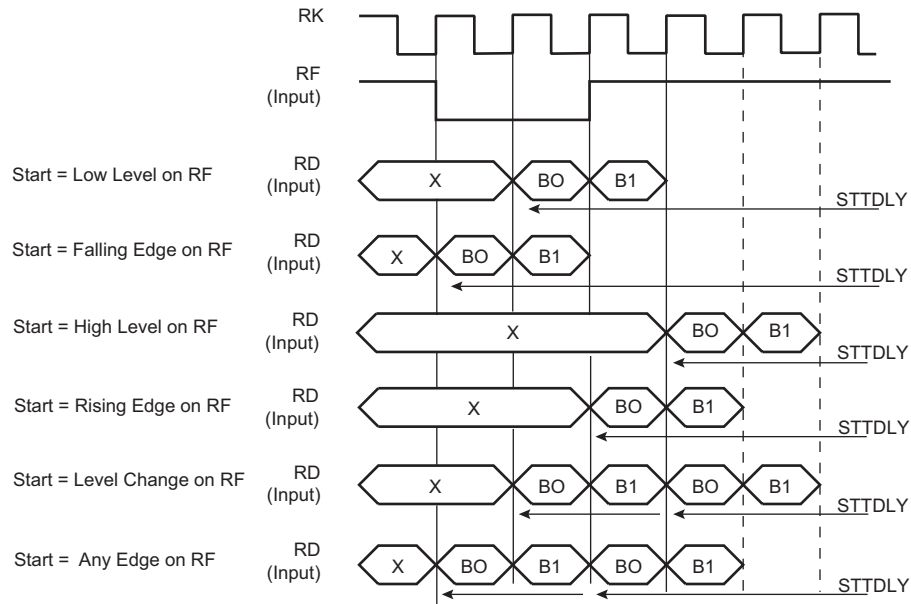 RK
RF
(Input)
Start = Low Level on RF
RD
(Input)
X
BO
B1
STTDLY
Start = Falling Edge on RF
RD
(Input)
X
BO
B1
STTDLY
Start = High Level on RF
RD
(Input)
X
BO
B1
STTDLY
Start = Rising Edge on RF
RD
(Input)
X
BO
B1
STTDLY
Start = Level Change on RF
RD
(Input)
X
BO
B1
BO
B1
STTDLY
Start = Any Edge on RF
RD
(Input)
X
BO
B1
BO
B1
STTDLY